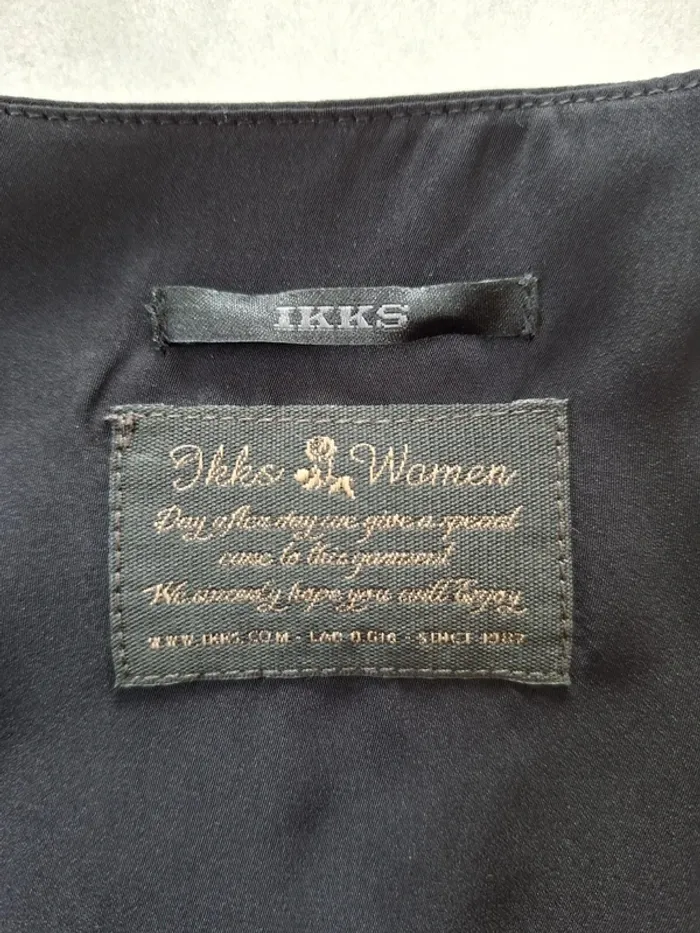 IKKS
Ikks Women
Day after day we give a special
care to this garment
We sincerely hope you will Enjoy
WWW.IKKS.COM - LAB 0.016 - SINCE 1987